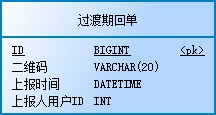 过渡期回单
ID BIGINT <pk>
二维码 VARCHAR(20)
上报时间 DATETIME
上报人用户ID INT